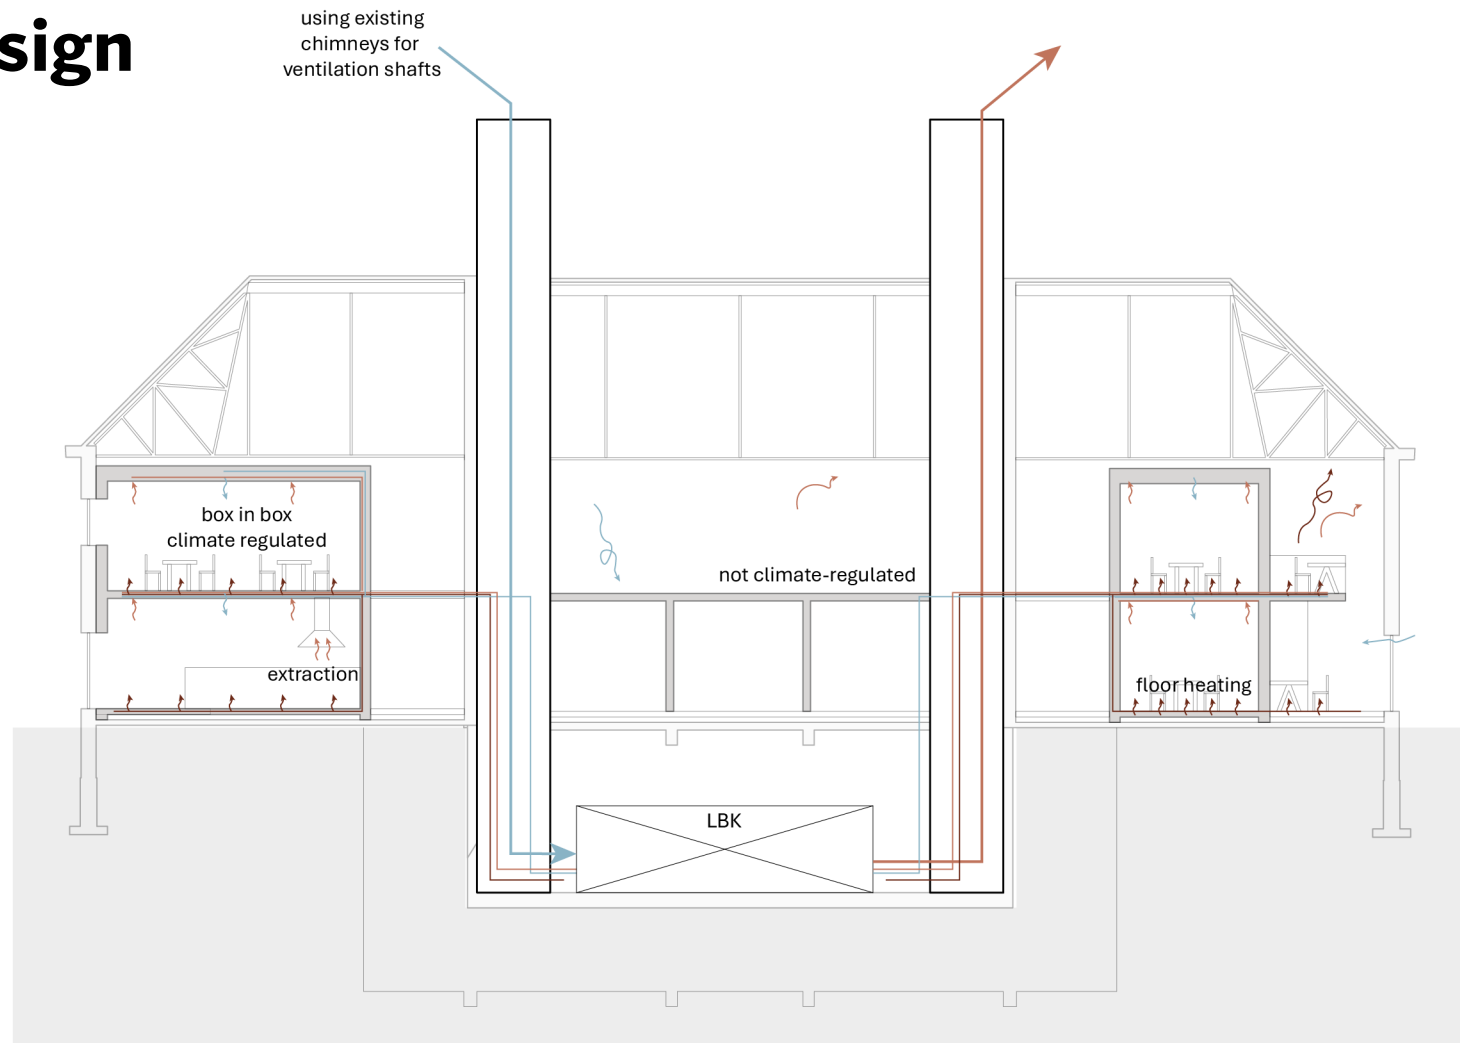 sign
using existing
chimneys for
ventilation shafts
box in box
climate regulated
not climate-regulated
extraction
floor heating
LBK